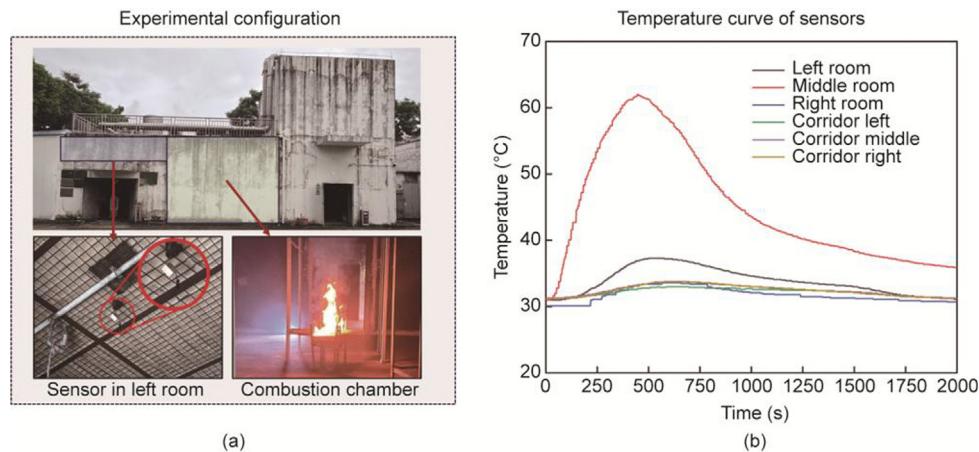 Experimental configuration
Sensor in left room
Combustion chamber
(a)
Temperature curve of sensors
70
60
50
40
30
20
Temperature (°C)
Left room
Middle room
Right room
Corridor left
Corridor middle
Corridor right
0 250 500 750 1000 1250 1500 1750 2000
Time (s)
(b)